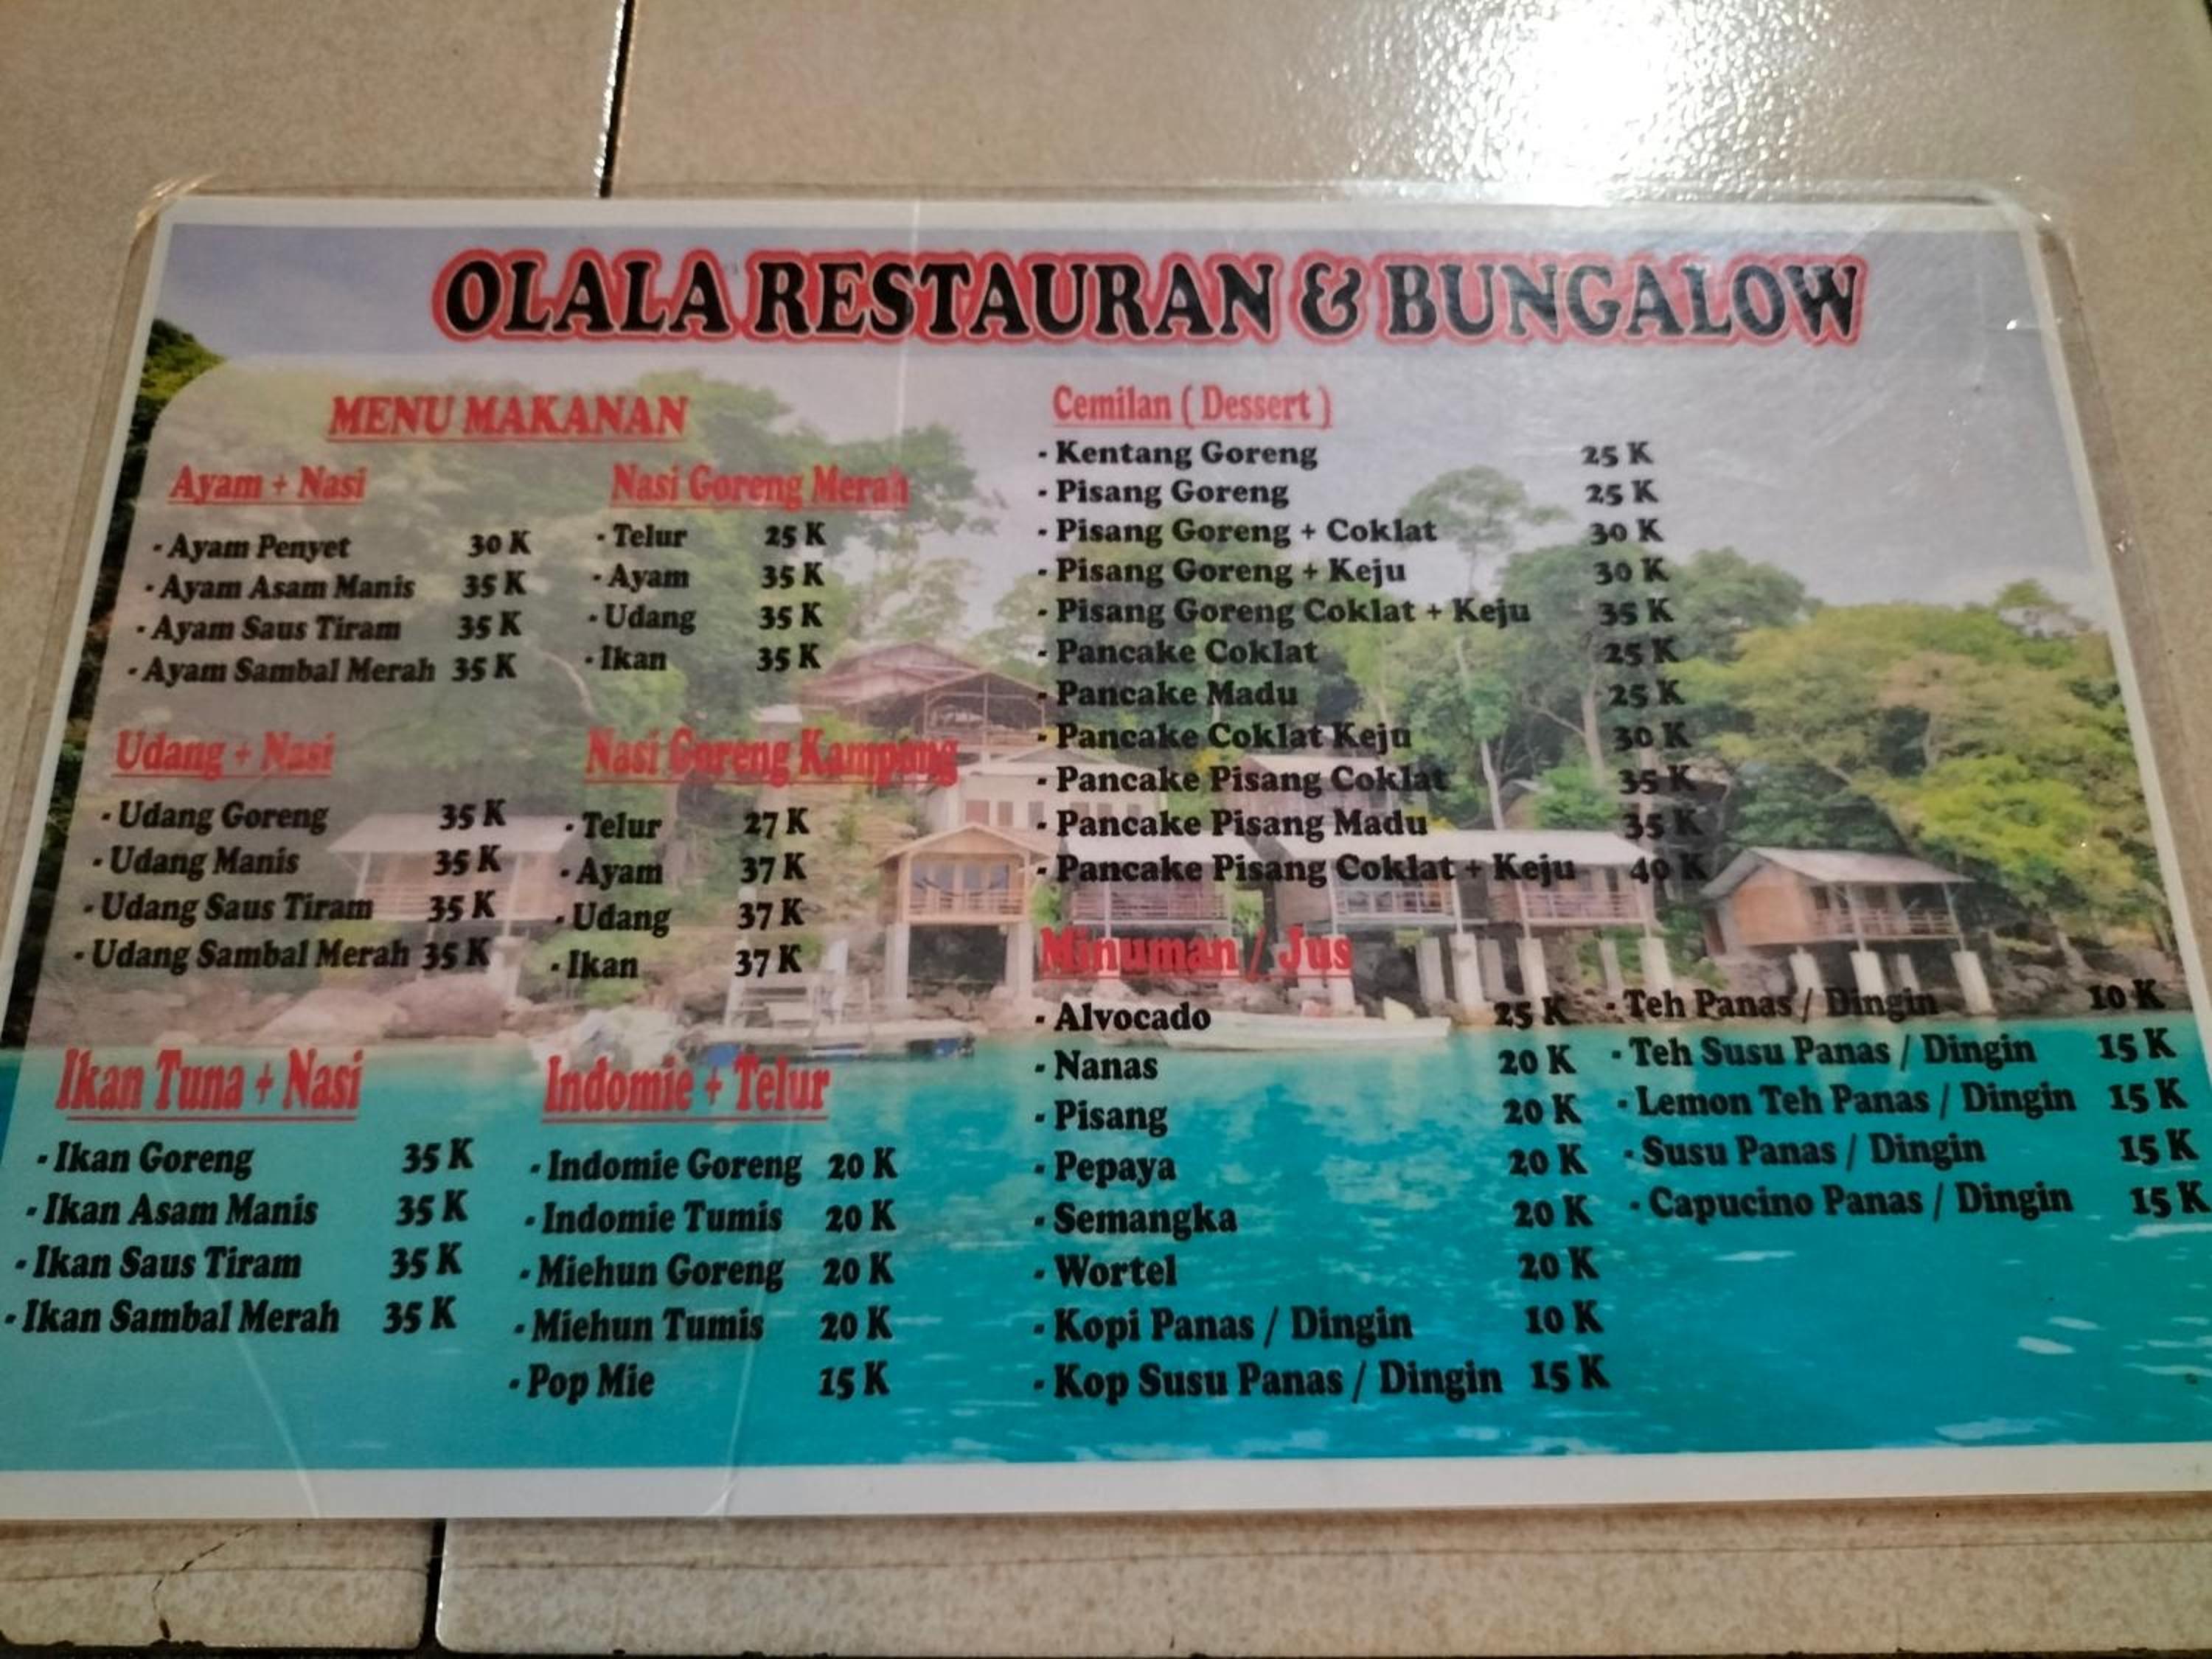 OLALA RESTAURAN & BUNGALOW
MENU MAKANAN
Ayam + Nasi
- Ayam Penyet 30 K
- Ayam Asam Manis 35 K
- Ayam Saus Tiram 35 K
- Ayam Sambal Merah 35 K
Udang + Nasi
- Udang Goreng 35 K
- Udang Manis 35 K
- Udang Saus Tiram 35 K
- Udang Sambal Merah 35 K
Ikan Tuna + Nasi
- Ikan Goreng 35 K
- Ikan Asam Manis 35 K
- Ikan Saus Tiram 35 K
- Ikan Sambal Merah 35 K
Nasi Goreng Merah
- Telur 25 K
- Ayam 35 K
- Udang 35 K
- Ikan 35 K
Nasi Goreng Kampung
- Telur 27 K
- Ayam 37 K
- Udang 37 K
- Ikan 37 K
Indomie + Telur
- Indomie Goreng 20 K
- Indomie Tumis 20 K
- Miehun Goreng 20 K
- Miehun Tumis 20 K
- Pop Mie 15 K
Cemilan ( Dessert )
- Kentang Goreng 25 K
- Pisang Goreng 25 K
- Pisang Goreng + Coklat 30 K
- Pisang Goreng + Keju 30 K
- Pisang Goreng Coklat + Keju 35 K
- Pancake Coklat 25 K
- Pancake Madu 25 K
- Pancake Coklat Keju 30 K
- Pancake Pisang Coklat 35 K
- Pancake Pisang Madu 35 K
- Pancake Pisang Coklat + Keju 40 K
Minuman / Jus
- Alvocado 25 K
- Nanas 20 K
- Pisang 20 K
- Pepaya 20 K
- Semangka 20 K
- Wortel 20 K
- Kopi Panas / Dingin 10 K
- Kop Susu Panas / Dingin 15 K
- Teh Panas / Dingin 10 K
- Teh Susu Panas / Dingin 15 K
- Lemon Teh Panas / Dingin 15 K
- Susu Panas / Dingin 15 K
- Capucino Panas / Dingin 15 K